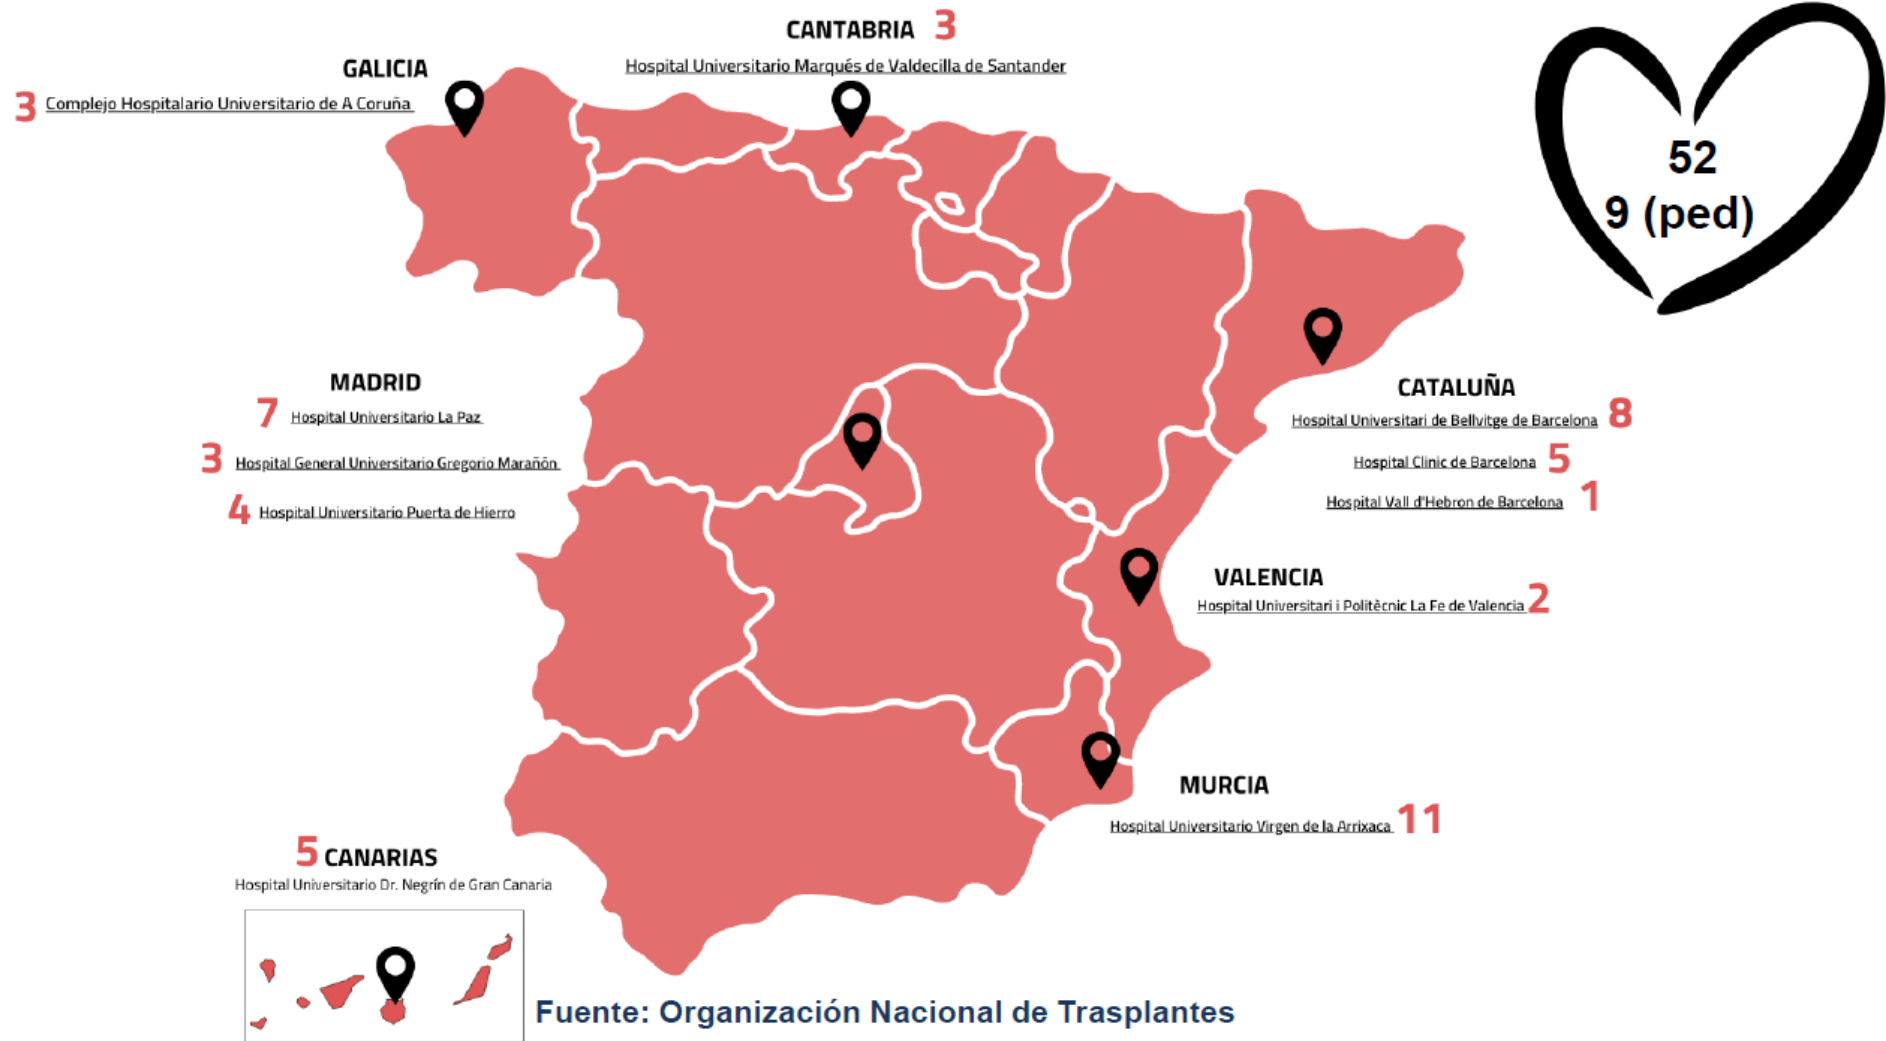 CANTABRIA 3
Hospital Universitario Marqués de Valdecilla de Santander
GALICIA
3 Complejo Hospitalario Universitario de A Coruña
52
9 (ped)
MADRID
7 Hospital Universitario La Paz
3 Hospital General Universitario Gregorio Marañón
4 Hospital Universitario Puerta de Hierro
CATALUÑA
Hospital Universitari de Bellvitge de Barcelona 8
Hospital Clinic de Barcelona 5
Hospital Vall d'Hebron de Barcelona 1
VALENCIA
Hospital Universitari i Politècnic La Fe de Valencia 2
MURCIA
Hospital Universitario Virgen de la Arrixaca 11
5 CANARIAS
Hospital Universitario Dr. Negrín de Gran Canaria
Fuente: Organización Nacional de Trasplantes